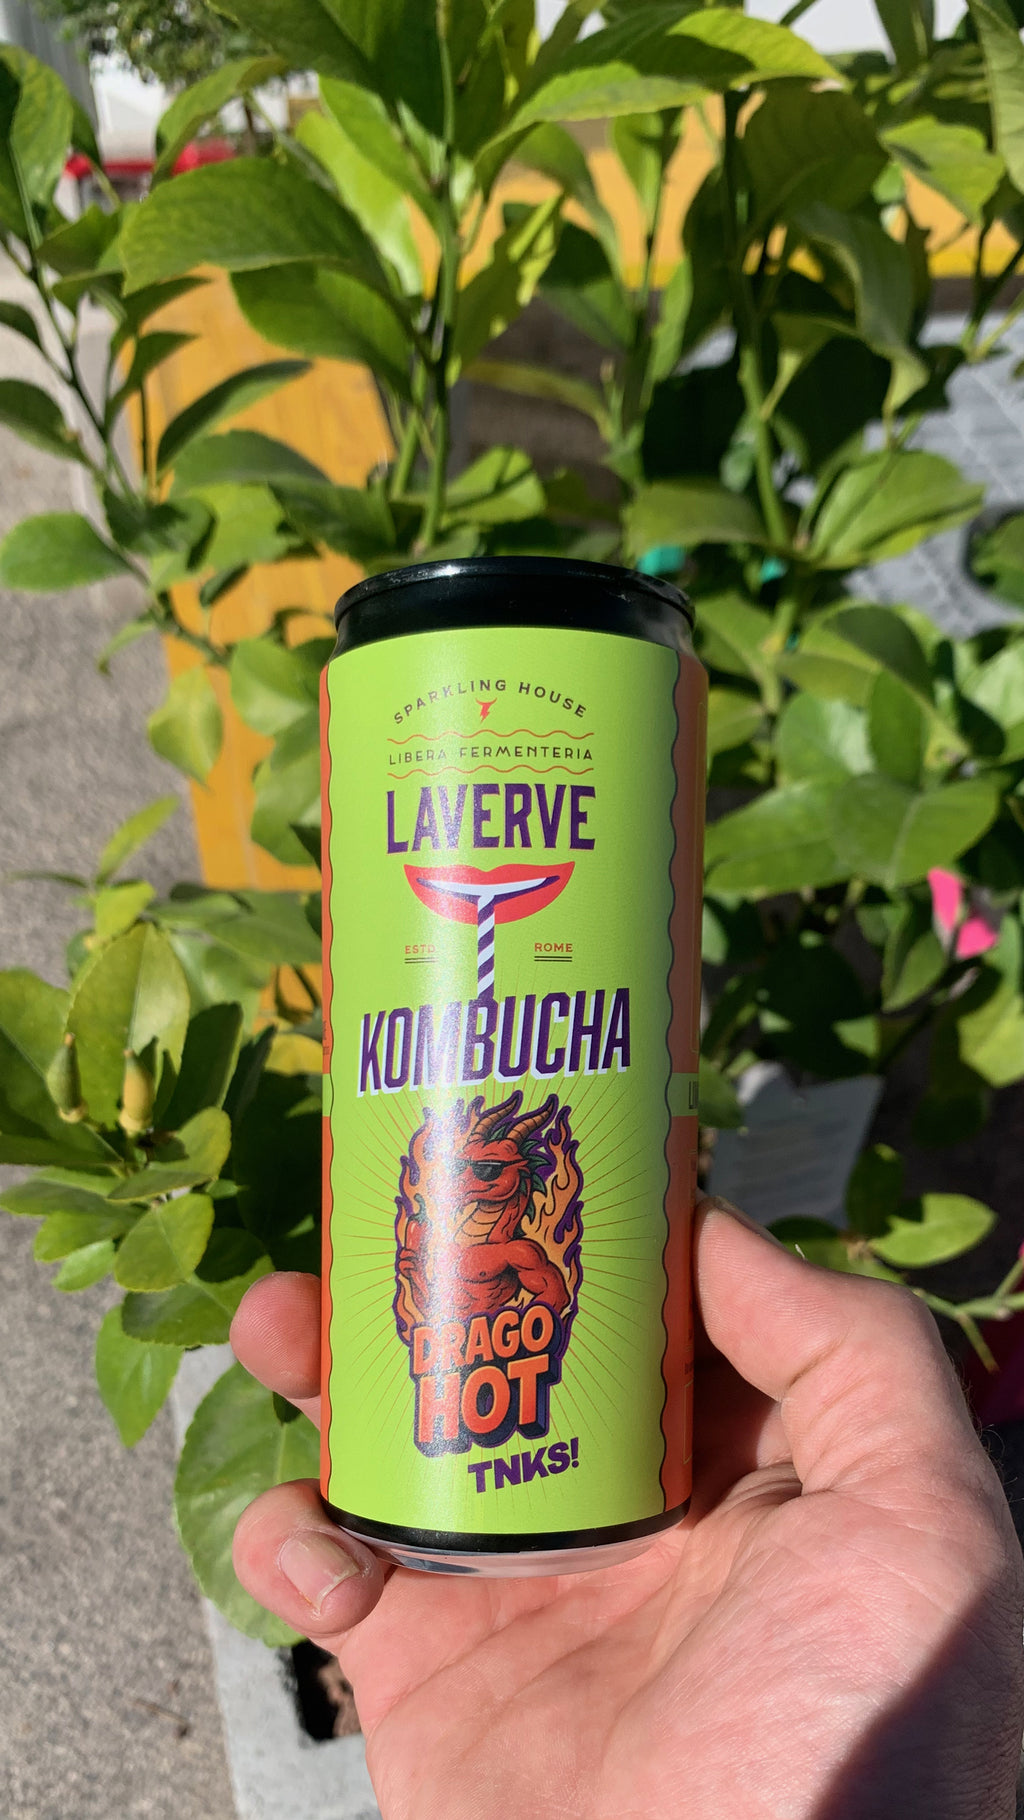 SPARKLING HOUSE
LIBERA FERMENTERIA
LAVERVE
ESTD ROME
KOMBUCHA
DRAGO
HOT
TNKS!